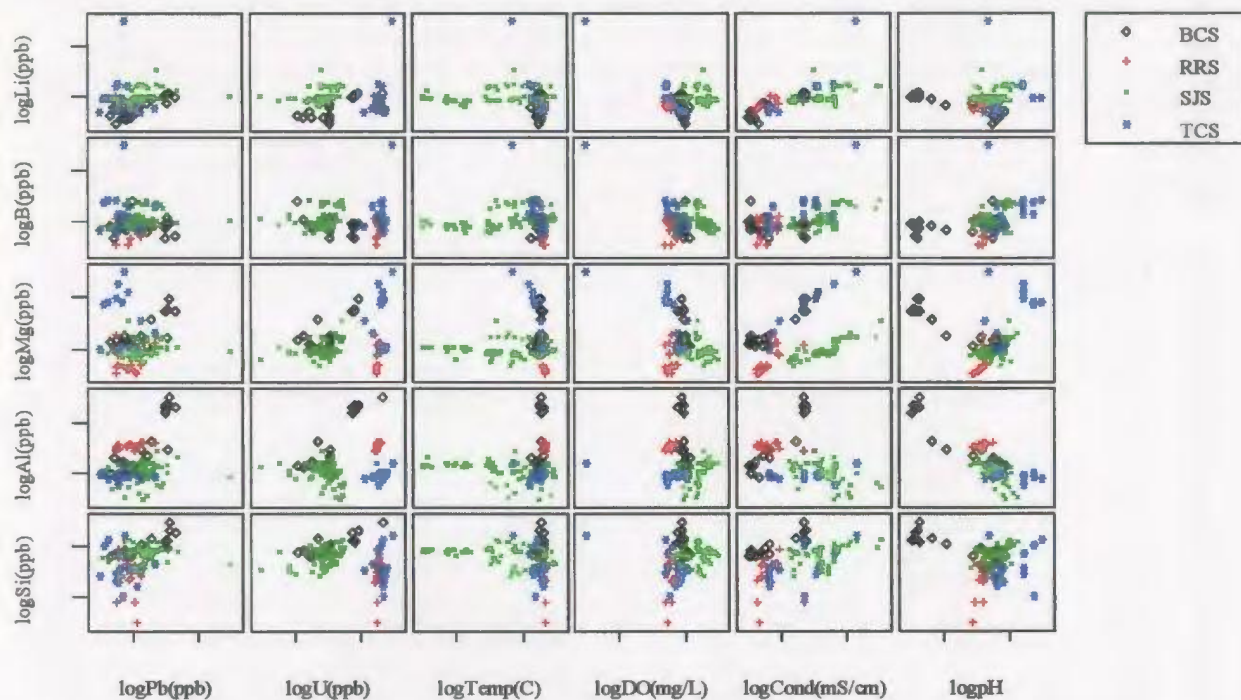 BCS
RRS
SJS
TCS
logLi(ppb)
logB(ppb)
logMg(ppb)
logAl(ppb)
logSi(ppb)
logPb(ppb)
logU(ppb)
logTemp(C)
logDO(mg/L)
logCond(mS/cm)
logpH